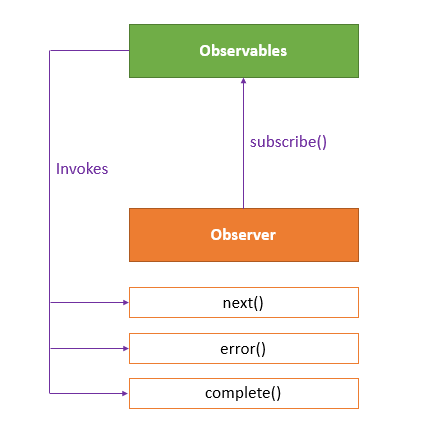 Observables
subscribe()
Invokes
Observer
next()
error()
complete()